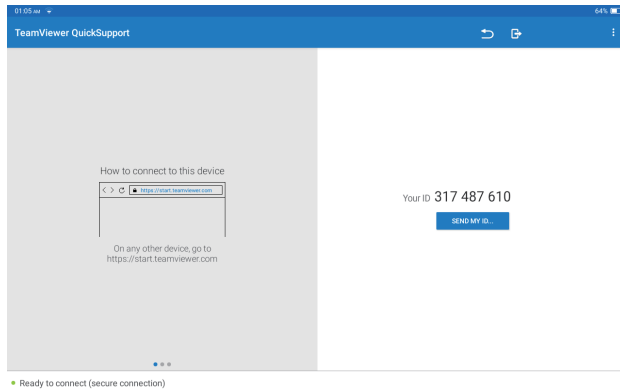 01:05 AM
64%
TeamViewer QuickSupport
How to connect to this device
https://start.teamviewer.com
On any other device, go to
https://start.teamviewer.com
Your ID 317 487 610
SEND MY ID...
Ready to connect (secure connection)